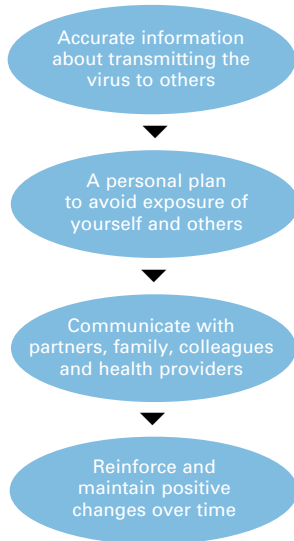 Accurate information
about transmitting the
virus to others
A personal plan
to avoid exposure of
yourself and others
Communicate with
partners, family, colleagues
and health providers
Reinforce and
maintain positive
changes over time